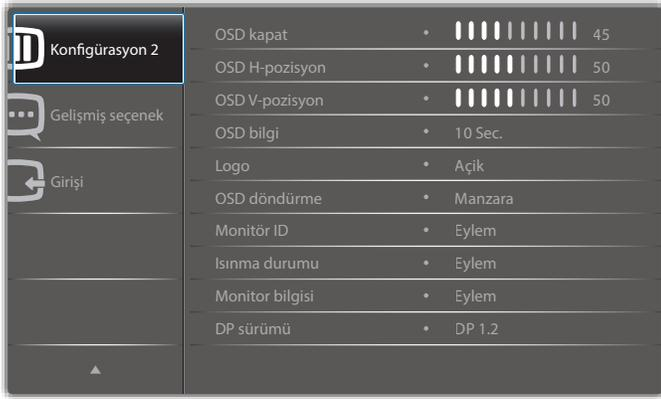 Konfigürasyon 2
Gelişmiş seçenek
Girişi
OSD kapat • 45
OSD H-pozisyon • 50
OSD V-pozisyon • 50
OSD bilgi • 10 Sec.
Logo • Açik
OSD döndürme • Manzara
Monitör ID • Eylem
Isınma durumu • Eylem
Monitor bilgisi • Eylem
DP sürümü • DP 1.2